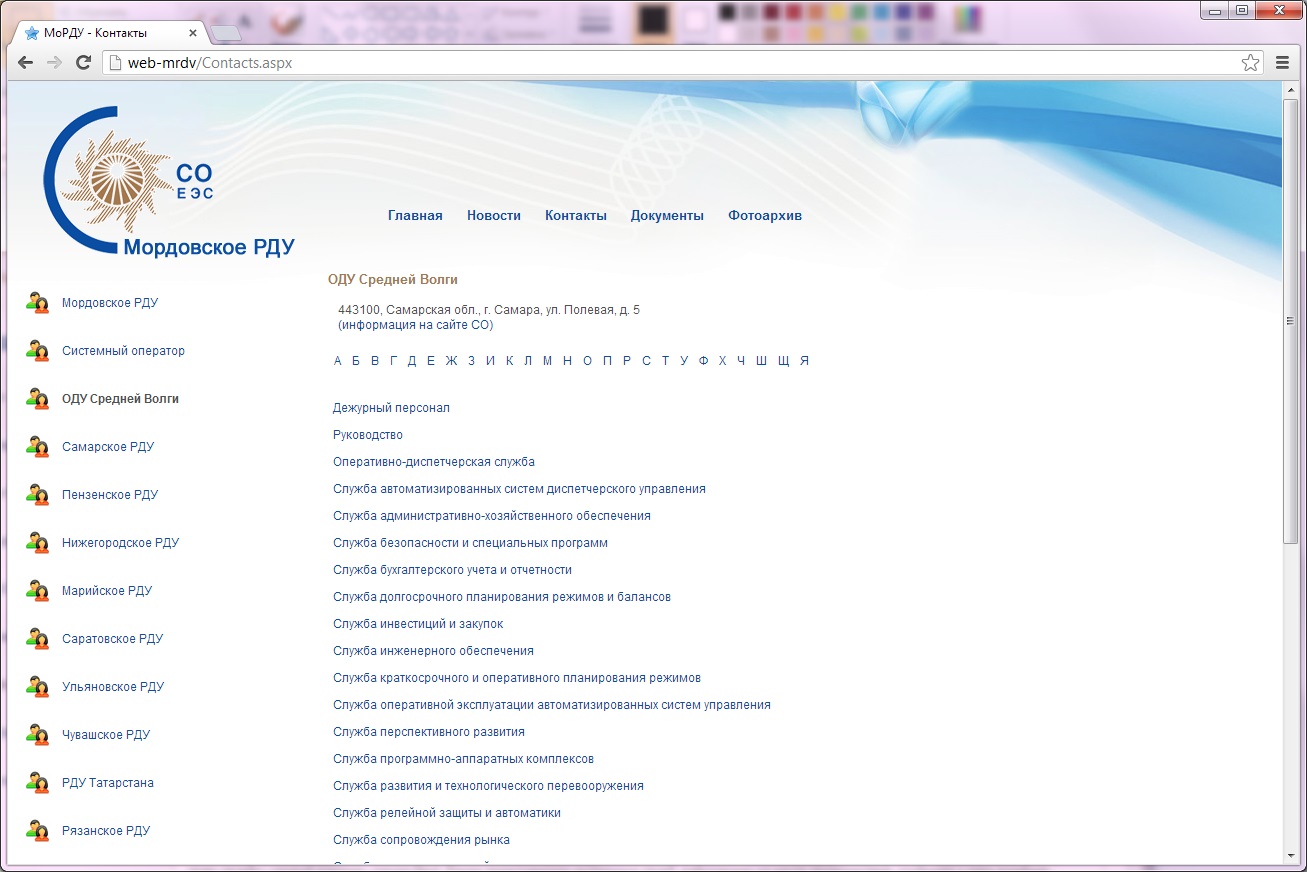 МоРДУ - Контакты
web-mrdv/Contacts.aspx
СО
ЕЭС
Мордовское РДУ
Главная Новости Контакты Документы Фотоархив
Мордовское РДУ
Системный оператор
ОДУ Средней Волги
Самарское РДУ
Пензенское РДУ
Нижегородское РДУ
Марийское РДУ
Саратовское РДУ
Ульяновское РДУ
Чувашское РДУ
РДУ Татарстана
Рязанское РДУ
ОДУ Средней Волги
443100, Самарская обл., г. Самара, ул. Полевая, д. 5
(информация на сайте СО)
А Б В Г Д Е Ж З И К Л М Н О П Р С Т У Ф Х Ч Ш Щ Я
Дежурный персонал
Руководство
Оперативно-диспетчерская служба
Служба автоматизированных систем диспетчерского управления
Служба административно-хозяйственного обеспечения
Служба безопасности и специальных программ
Служба бухгалтерского учета и отчетности
Служба долгосрочного планирования режимов и балансов
Служба инвестиций и закупок
Служба инженерного обеспечения
Служба краткосрочного и оперативного планирования режимов
Служба оперативной эксплуатации автоматизированных систем управления
Служба перспективного развития
Служба программно-аппаратных комплексов
Служба развития и технологического перевооружения
Служба релейной защиты и автоматики
Служба сопровождения рынка